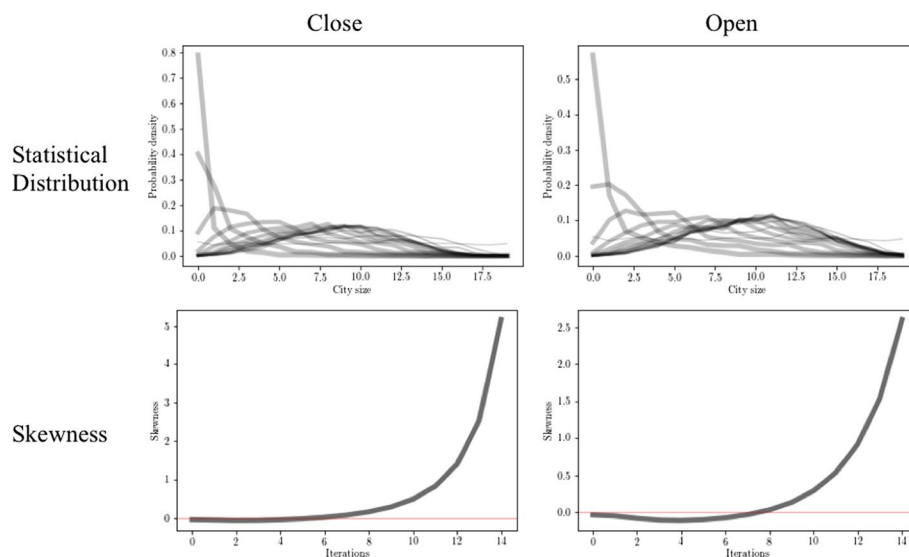 Close
Open
Statistical
Distribution
Probability density
0.8
0.7
0.6
0.5
0.4
0.3
0.2
0.1
0.0
0.0 2.5 5.0 7.5 10.0 12.5 15.0 17.5
City size
Probability density
0.5
0.4
0.3
0.2
0.1
0.0
0.0 2.5 5.0 7.5 10.0 12.5 15.0 17.5
City size
Skewness
Skewness
5
4
3
2
1
0
0 2 4 6 8 10 12 14
Iterations
Skewness
2.5
2.0
1.5
1.0
0.5
0.0
0 2 4 6 8 10 12 14
Iterations